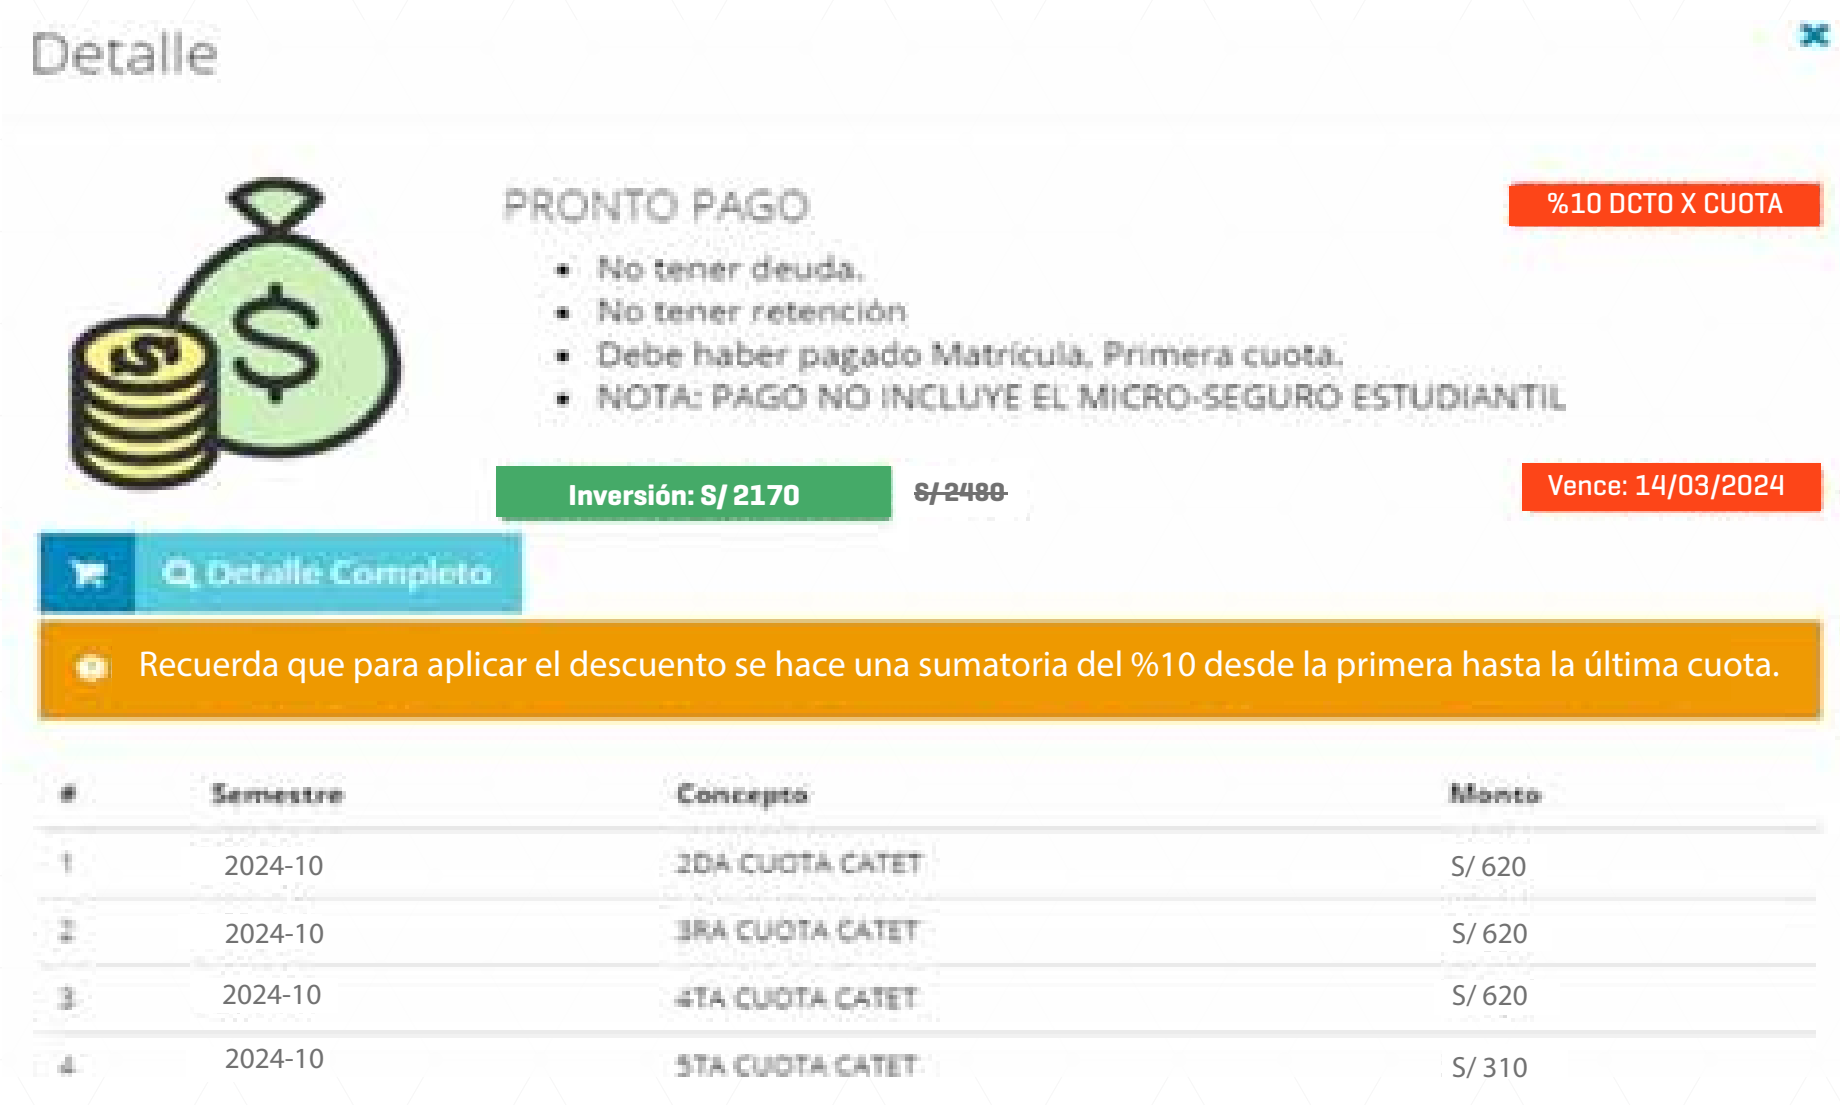 Detalle
PRONTO PAGO
%10 DCTO X CUOTA
• No tener deuda.
• No tener retención
• Debe haber pagado Matrícula, Primera cuota.
• NOTA: PAGO NO INCLUYE EL MICRO-SEGURO ESTUDIANTIL
Inversión: S/ 2170 S/ 2480
Vence: 14/03/2024
Detalle Completo
Recuerda que para aplicar el descuento se hace una sumatoria del %10 desde la primera hasta la última cuota.
# Semestre Concepto Monto
1 2024-10 2DA CUOTA CATET S/ 620
2 2024-10 3RA CUOTA CATET S/ 620
3 2024-10 4TA CUOTA CATET S/ 620
4 2024-10 5TA CUOTA CATET S/ 310